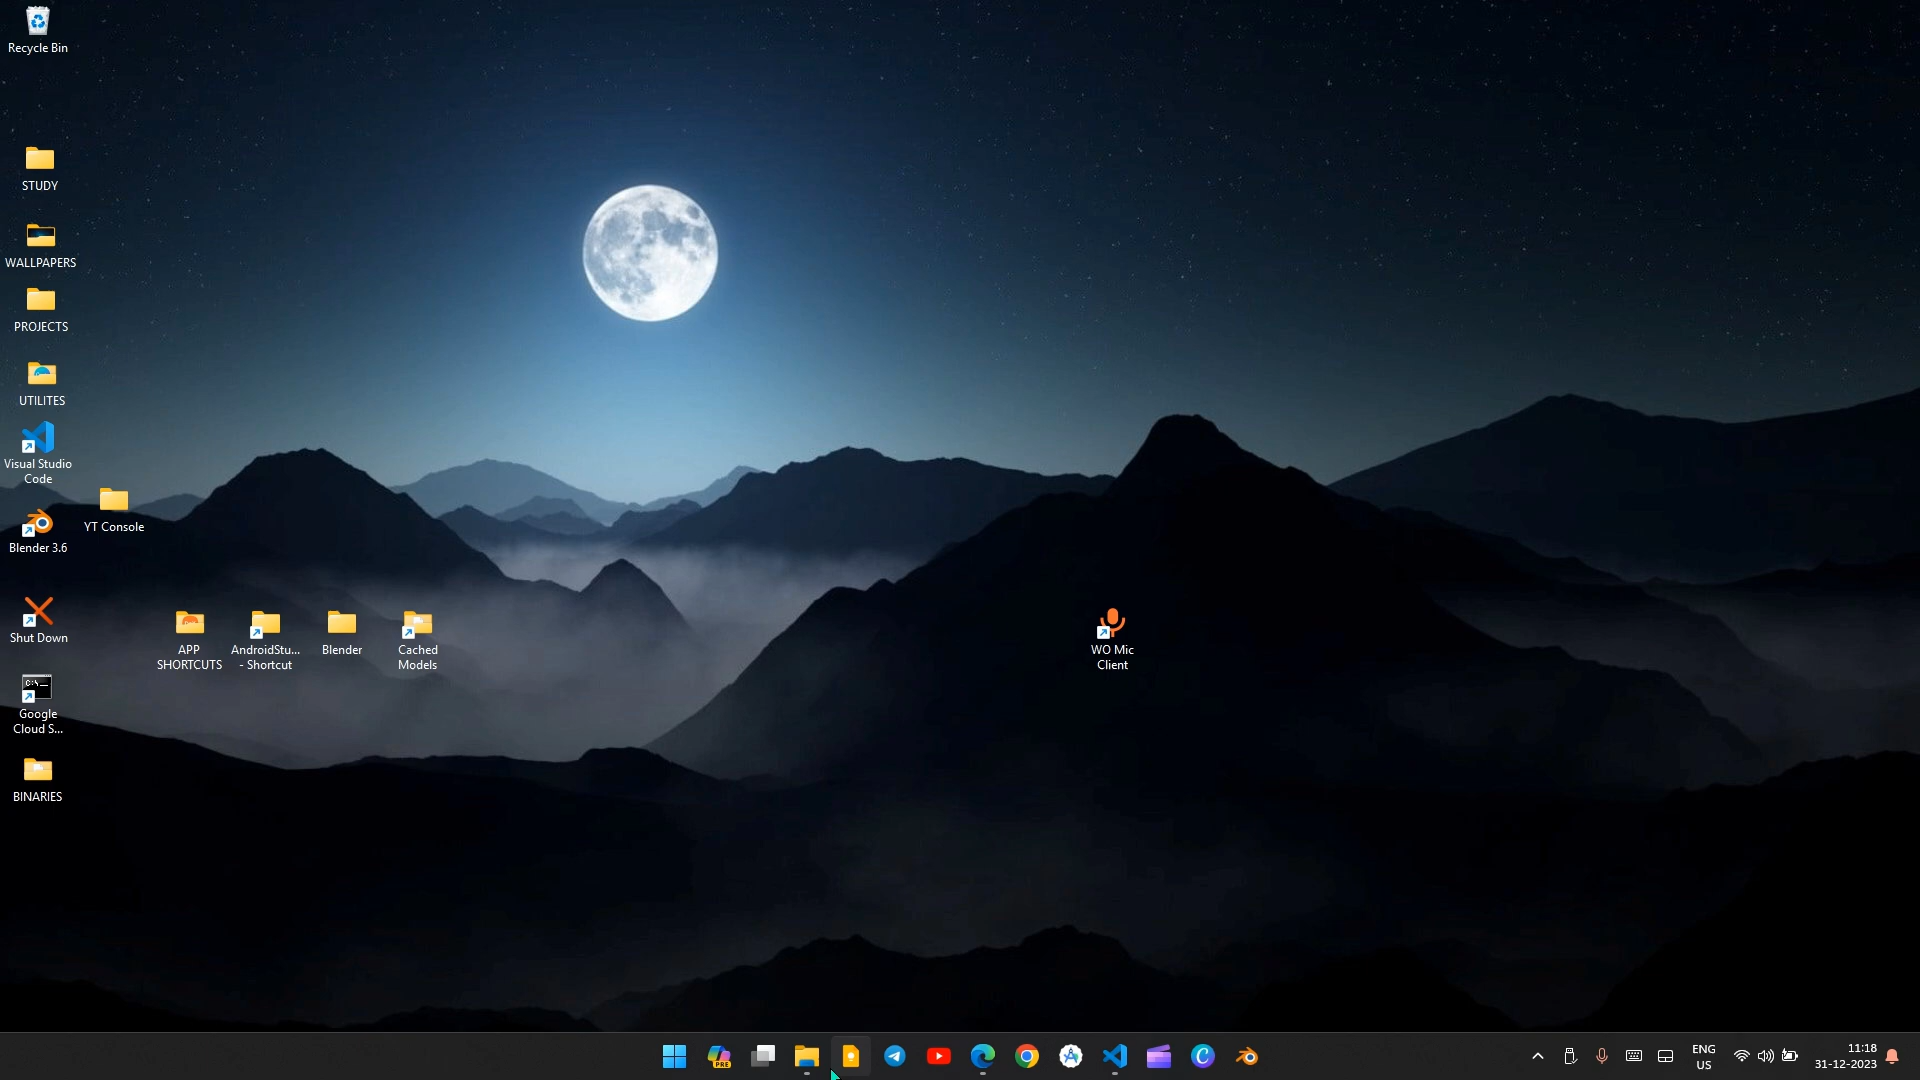 Recycle Bin
STUDY
WALLPAPERS
PROJECTS
UTILITES
Visual Studio
Code
YT Console
Blender 3.6
Shut Down
APP
SHORTCUTS
AndroidStu...
- Shortcut
Blender
Cached
Models
WO Mic
Client
C:\_
Google
Cloud S...
BINARIES
PRE
C
ENG
US
11:18
31-12-2023